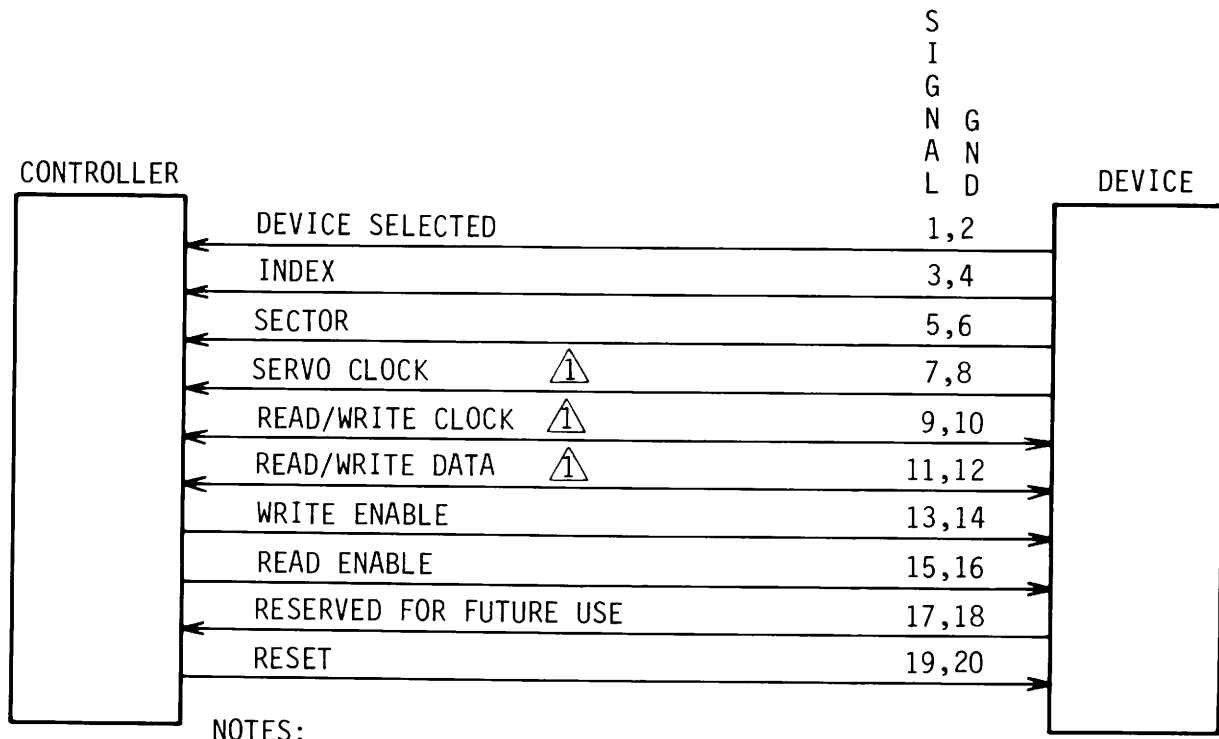 SIGNAL GND
CONTROLLER DEVICE
DEVICE SELECTED 1,2
INDEX 3,4
SECTOR 5,6
SERVO CLOCK 1 7,8
READ/WRITE CLOCK 1 9,10
READ/WRITE DATA 1 11,12
WRITE ENABLE 13,14
READ ENABLE 15,16
RESERVED FOR FUTURE USE 17,18
RESET 19,20
NOTES: